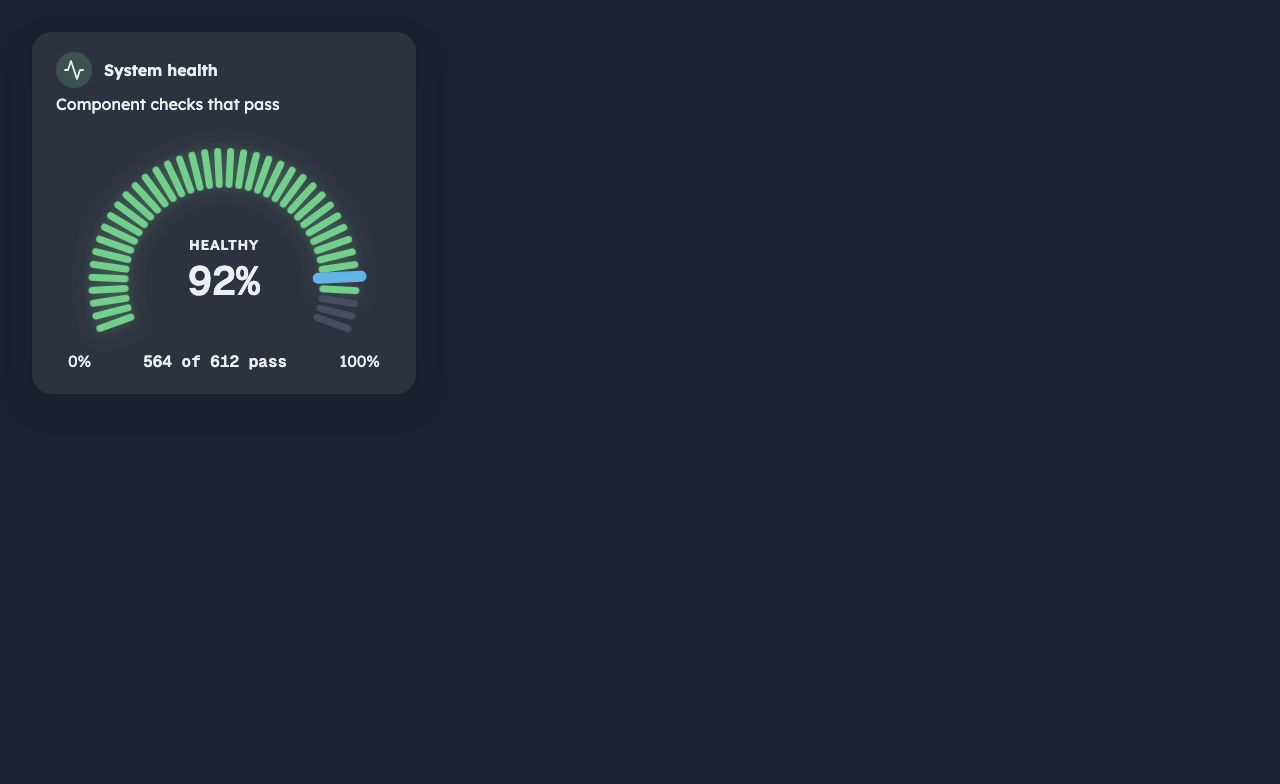 System health
Component checks that pass
HEALTHY
92%
0% 564 of 612 pass 100%